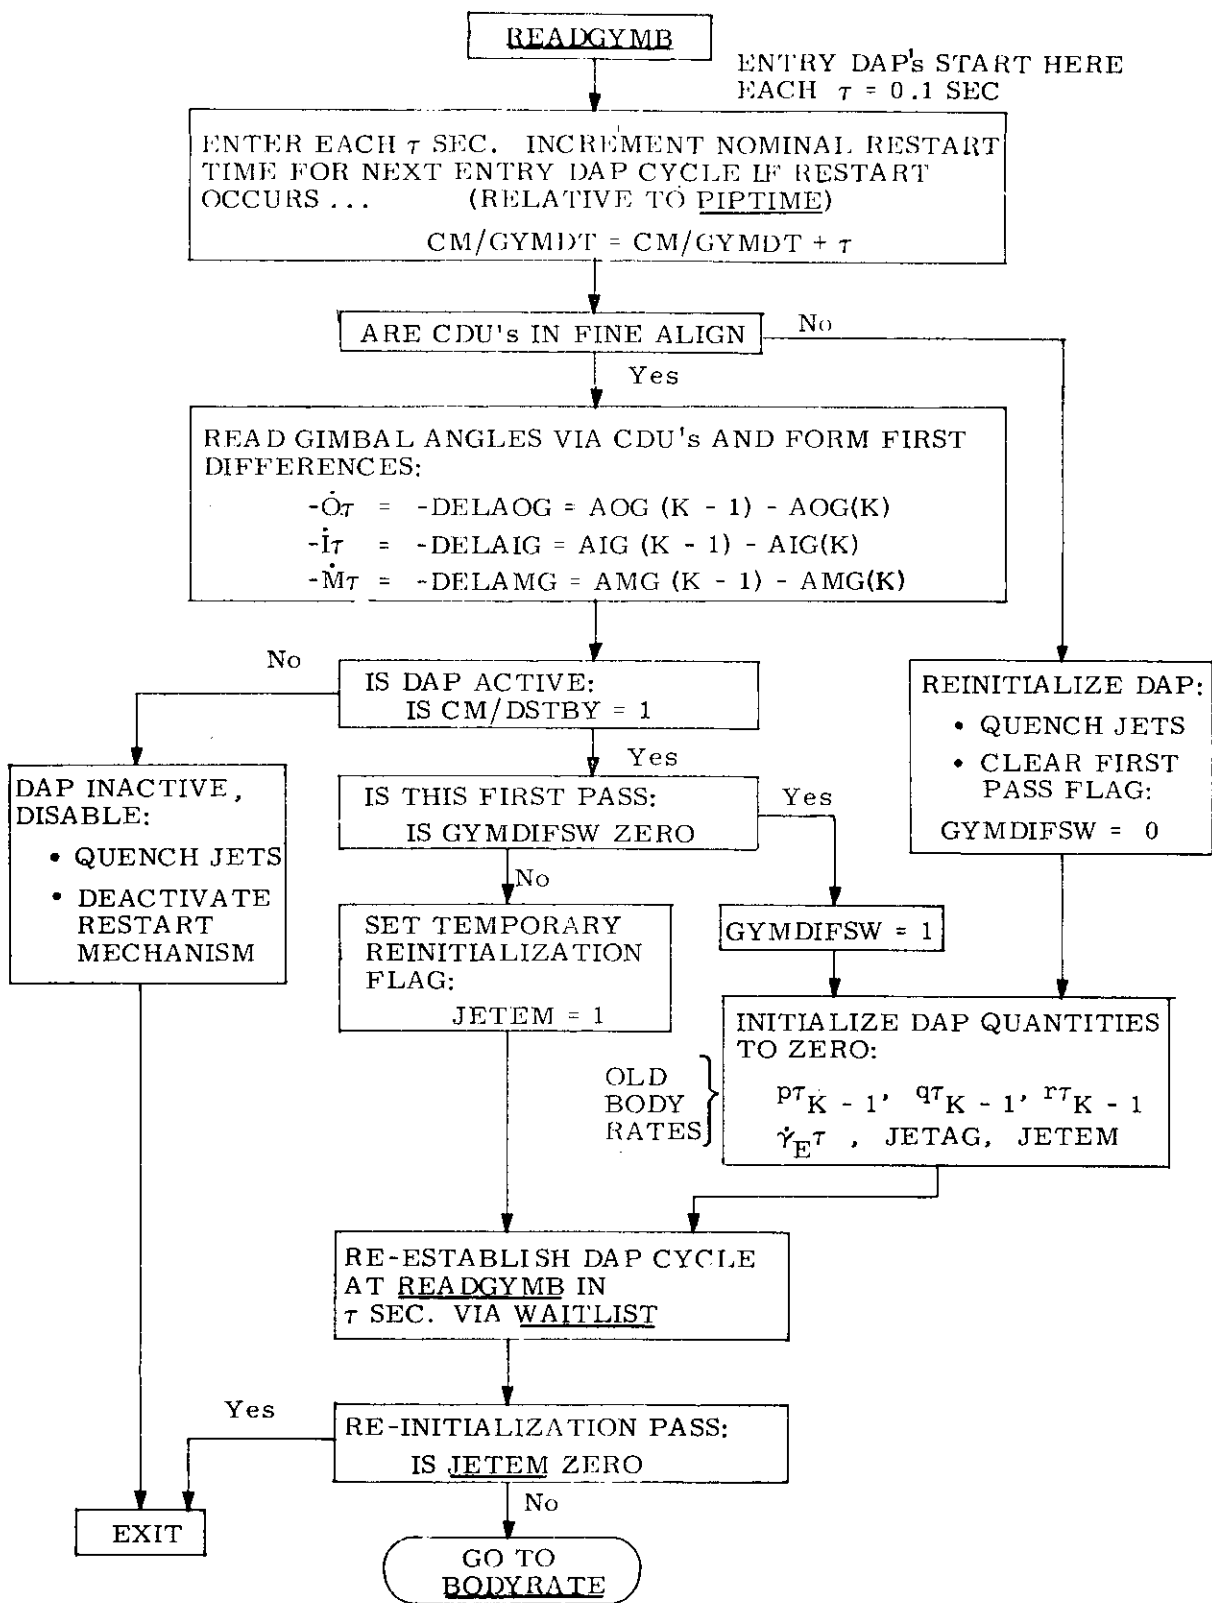 READGYMB
ENTRY DAP's START HERE
EACH τ = 0.1 SEC
ENTER EACH τ SEC. INCREMENT NOMINAL RESTART
TIME FOR NEXT ENTRY DAP CYCLE IF RESTART
OCCURS ... (RELATIVE TO PIPTIME)
CM/GYMDT = CM/GYMDT + τ
ARE CDU's IN FINE ALIGN
No
Yes
READ GIMBAL ANGLES VIA CDU's AND FORM FIRST
DIFFERENCES:
-Ȯτ = -DELAOG = AOG (K - 1) - AOG(K)
-İτ = -DELAIG = AIG (K - 1) - AIG(K)
-Ṁτ = -DELAMG = AMG (K - 1) - AMG(K)
No
IS DAP ACTIVE:
IS CM/DSTBY = 1
Yes
REINITIALIZE DAP:
• QUENCH JETS
• CLEAR FIRST
PASS FLAG:
GYMDIFSW = 0
DAP INACTIVE,
DISABLE:
• QUENCH JETS
• DEACTIVATE
RESTART
MECHANISM
IS THIS FIRST PASS:
IS GYMDIFSW ZERO
Yes
No
GYMDIFSW = 1
SET TEMPORARY
REINITIALIZATION
FLAG:
JETEM = 1
INITIALIZE DAP QUANTITIES
TO ZERO:
OLD
BODY
RATES
pτK - 1, qτK - 1, rτK - 1
γ̇Eτ , JETAG, JETEM
RE-ESTABLISH DAP CYCLE
AT READGYMB IN
τ SEC. VIA WAITLIST
Yes
RE-INITIALIZATION PASS:
IS JETEM ZERO
No
EXIT
GO TO
BODYRATE